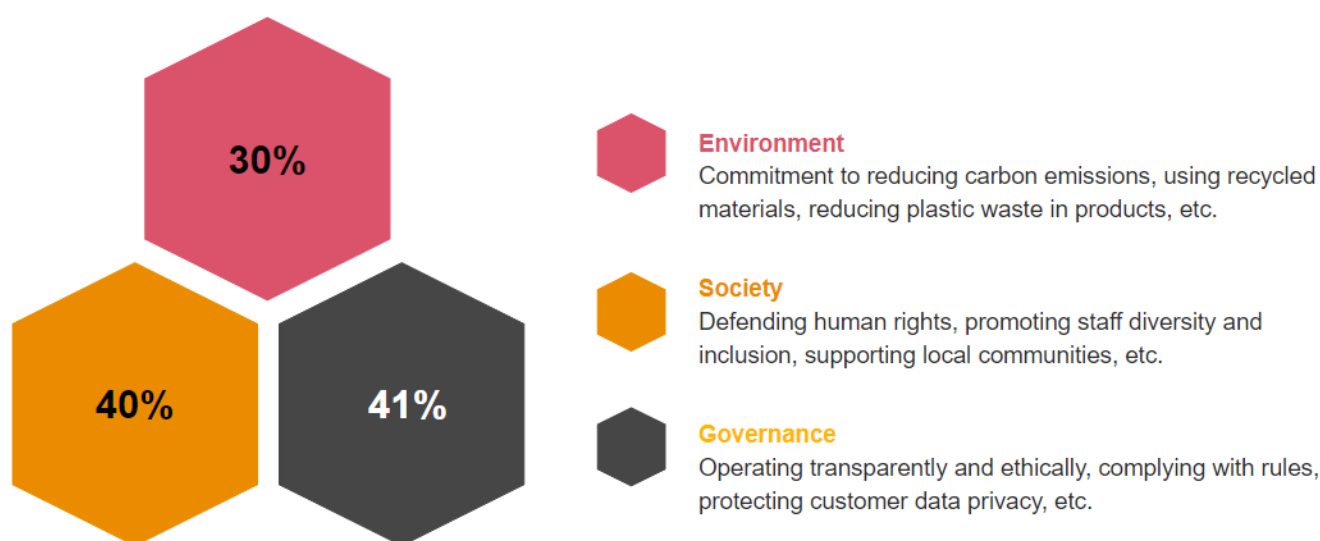 30%
40%
41%
Environment
Commitment to reducing carbon emissions, using recycled
materials, reducing plastic waste in products, etc.
Society
Defending human rights, promoting staff diversity and
inclusion, supporting local communities, etc.
Governance
Operating transparently and ethically, complying with rules,
protecting customer data privacy, etc.